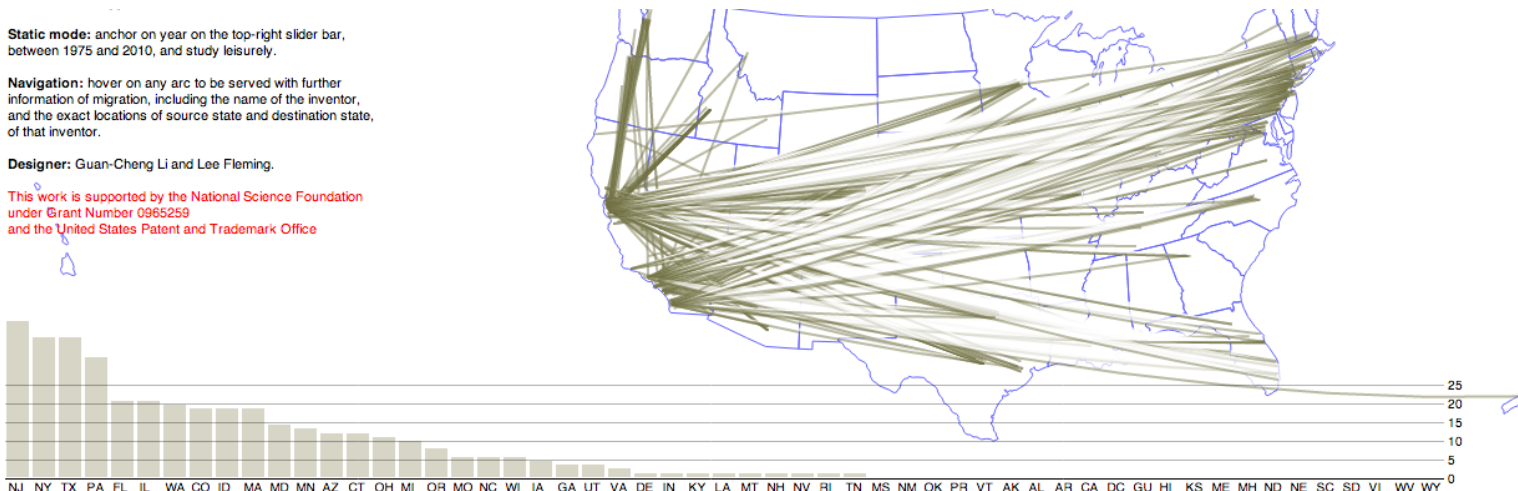 Static mode: anchor on year on the top-right slider bar,
between 1975 and 2010, and study leisurely.
Navigation: hover on any arc to be served with further
information of migration, including the name of the inventor,
and the exact locations of source state and destination state,
of that inventor.
Designer: Guan-Cheng Li and Lee Fleming.
This work is supported by the National Science Foundation
under Grant Number 0965259
and the United States Patent and Trademark Office
25
20
15
10
5
0
NJ NY TX PA FL IL WA CO ID MA MD MN AZ CT OH MI OR MO NC WI IA GA UT VA DE IN KY LA MT NH NV RI TN MS NM OK PR VT AK AL AR CA DC GU HI KS ME MH ND NE SC SD VI WV WY